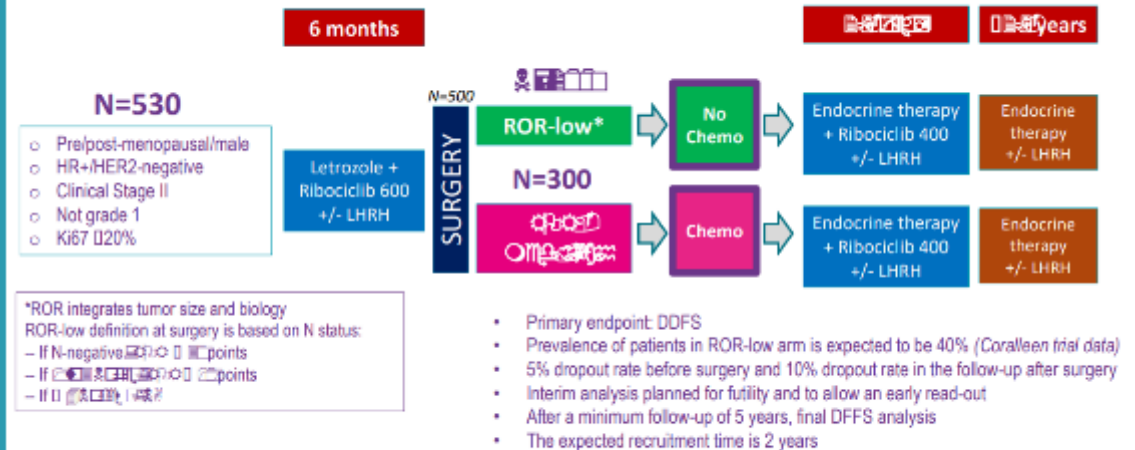 6 months
years
N=530
○ Pre/post-menopausal/male
○ HR+/HER2-negative
○ Clinical Stage II
○ Not grade 1
○ Ki67 20%
Letrozole +
Ribociclib 600
+/- LHRH
N=500
SURGERY
ROR-low*
No
Chemo
Endocrine therapy
+ Ribociclib 400
+/- LHRH
Endocrine
therapy
+/- LHRH
N=300
Chemo
Endocrine therapy
+ Ribociclib 400
+/- LHRH
Endocrine
therapy
+/- LHRH
*ROR integrates tumor size and biology
ROR-low definition at surgery is based on N status:
– If N-negative points
– If points
– If
• Primary endpoint: DDFS
• Prevalence of patients in ROR-low arm is expected to be 40% (Coralleen trial data)
• 5% dropout rate before surgery and 10% dropout rate in the follow-up after surgery
• Interim analysis planned for futility and to allow an early read-out
• After a minimum follow-up of 5 years, final DFFS analysis
• The expected recruitment time is 2 years